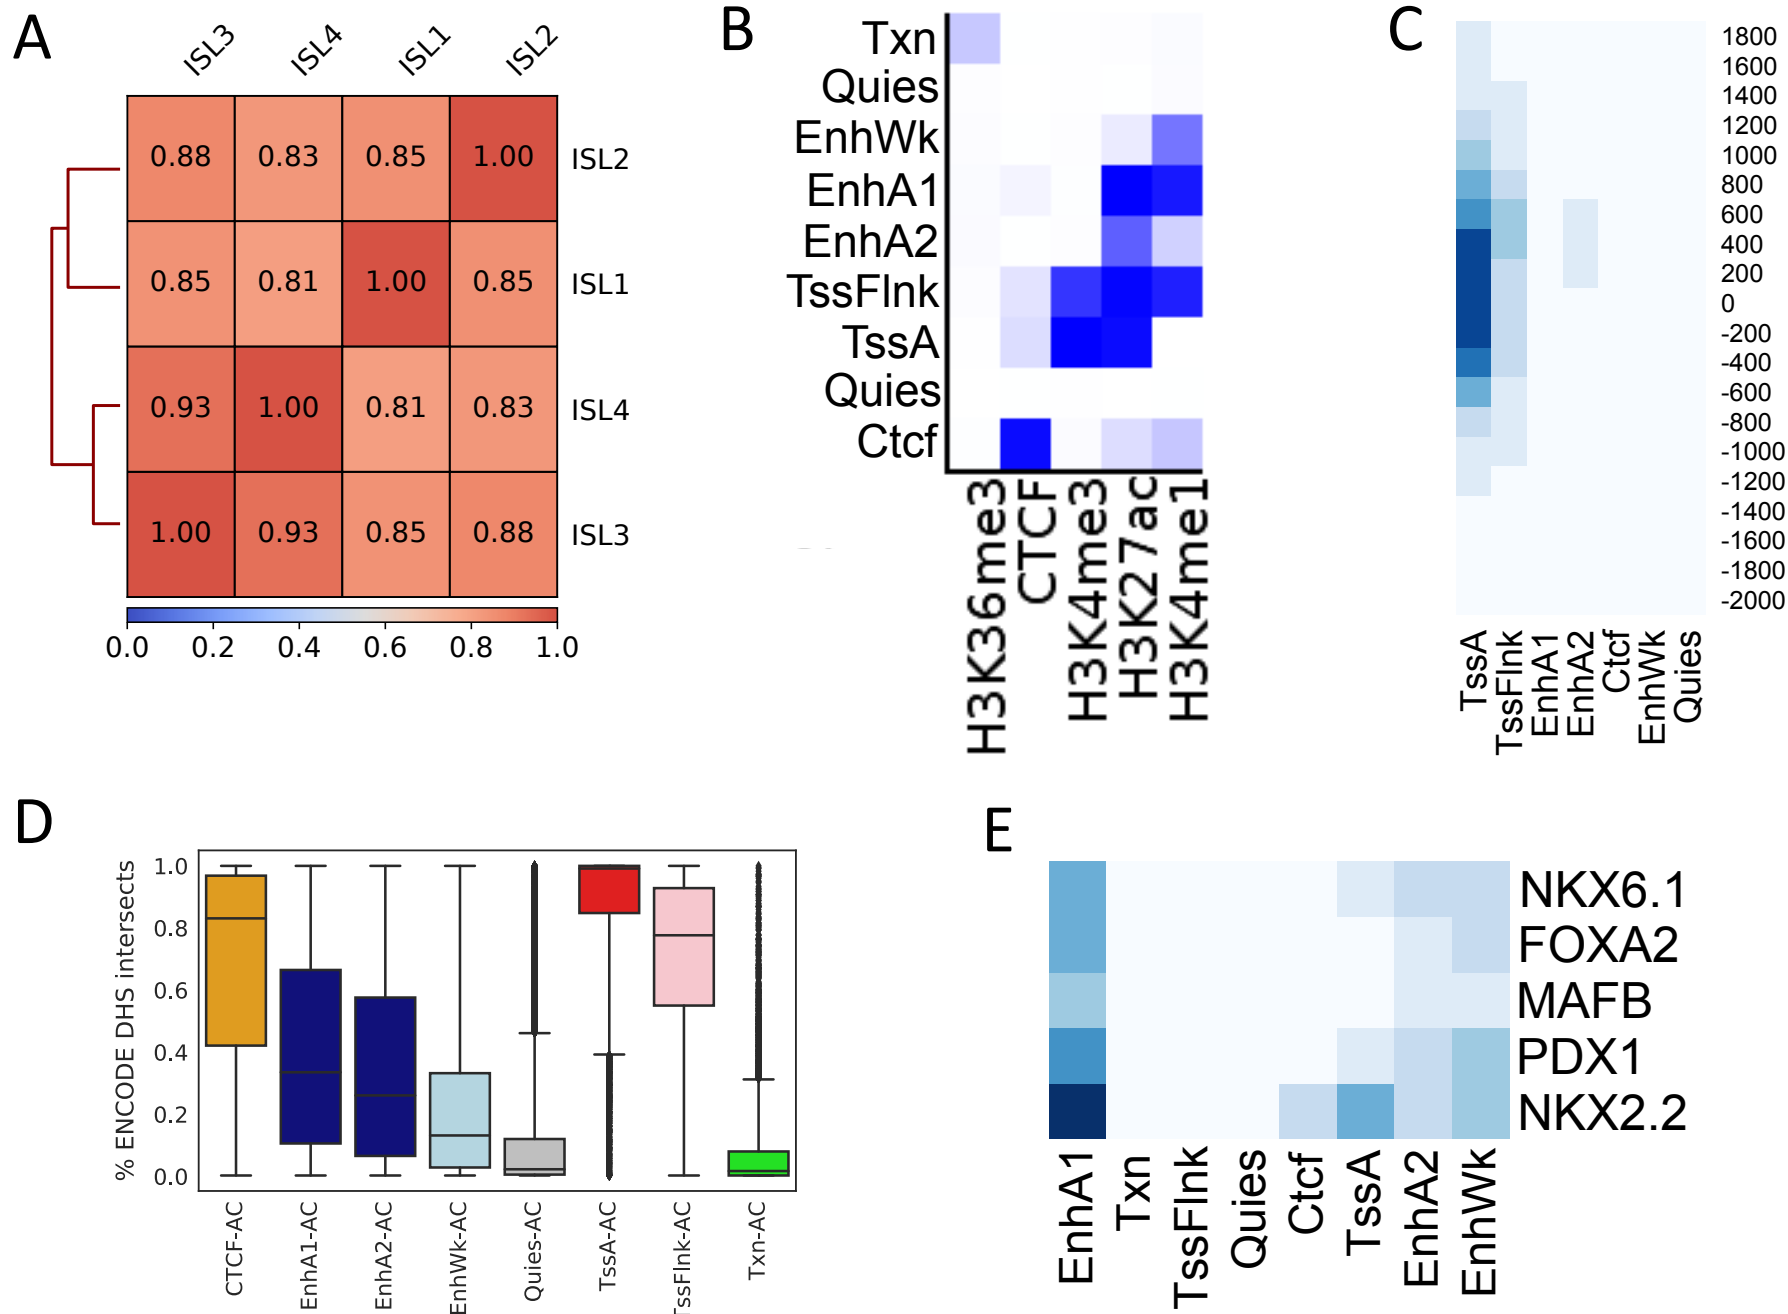 A
ISL3 ISL4 ISL1 ISL2
0.88 0.83 0.85 1.00 ISL2
0.85 0.81 1.00 0.85 ISL1
0.93 1.00 0.81 0.83 ISL4
1.00 0.93 0.85 0.88 ISL3
0.0 0.2 0.4 0.6 0.8 1.0
B
Txn
Quies
EnhWk
EnhA1
EnhA2
TssFlnk
TssA
Quies
Ctcf
H3K36me3 CTCF H3K4me3 H3K27ac H3K4me1
C
1800
1600
1400
1200
1000
800
600
400
200
0
-200
-400
-600
-800
-1000
-1200
-1400
-1600
-1800
-2000
TssA TssFlnk EnhA1 EnhA2 Ctcf EnhWk Quies
D
% ENCODE DHS intersects
1.0
0.8
0.6
0.4
0.2
0.0
CTCF-AC EnhA1-AC EnhA2-AC EnhWk-AC Quies-AC TssA-AC TssFlnk-AC Txn-AC
E
NKX6.1
FOXA2
MAFB
PDX1
NKX2.2
EnhA1 Txn TssFlnk Quies Ctcf TssA EnhA2 EnhWk